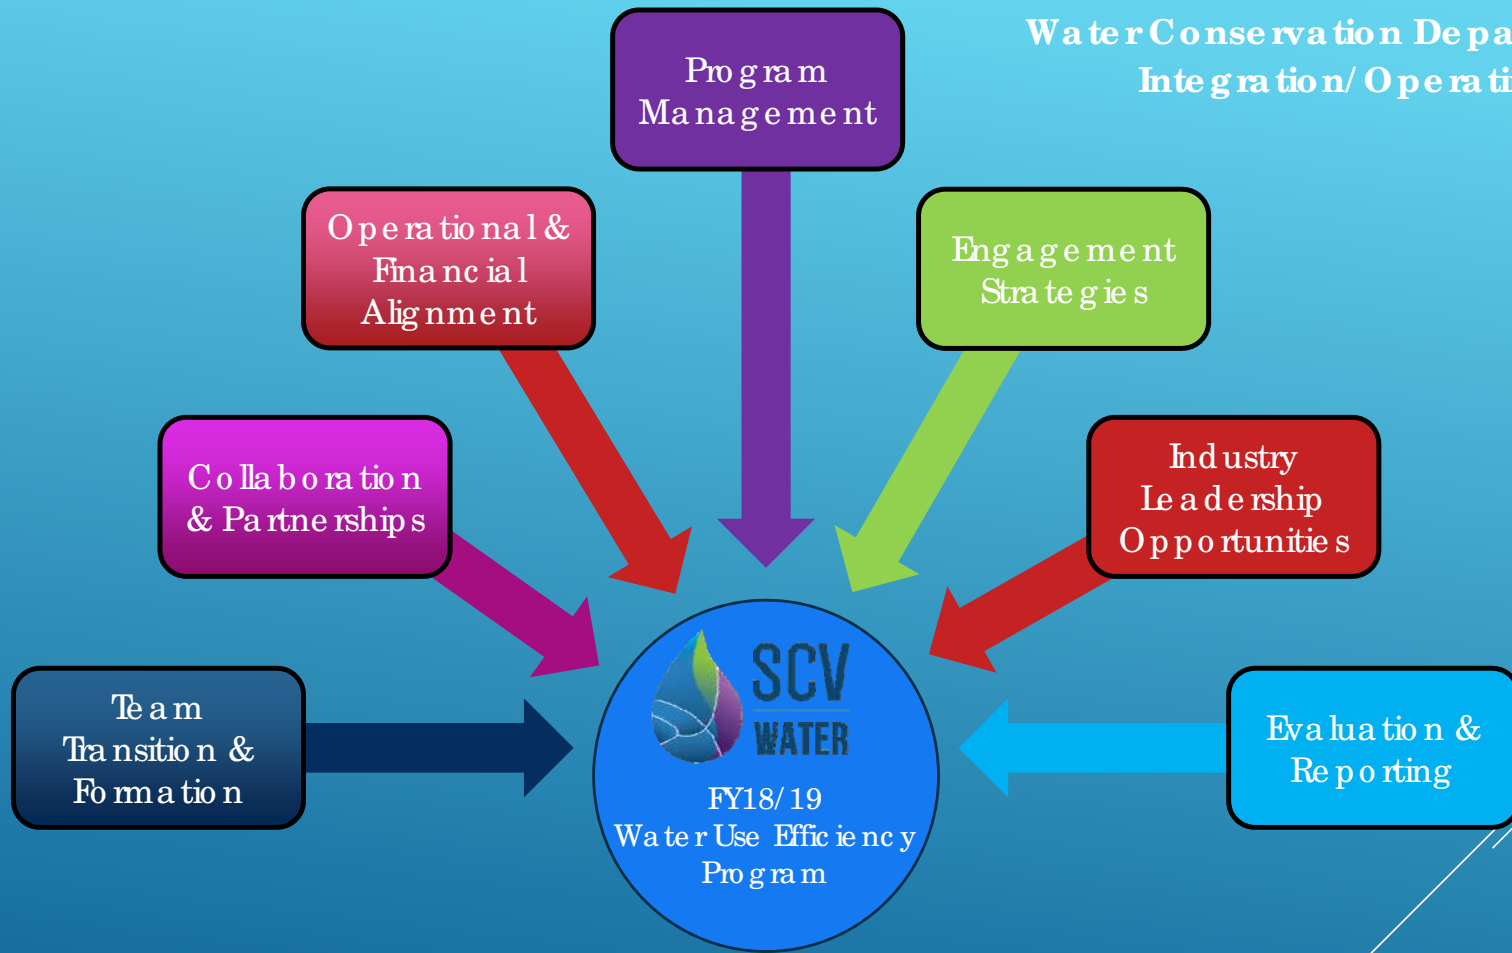 Water Conservation Depa
Integration/Operati
Program
Management
Operational &
Financial
Alignment
Engagement
Strategies
Collaboration
& Partnerships
Industry
Leadership
Opportunities
Team
Transition &
Formation
Evaluation &
Reporting
SCV
WATER
FY18/19
Water Use Efficiency
Program